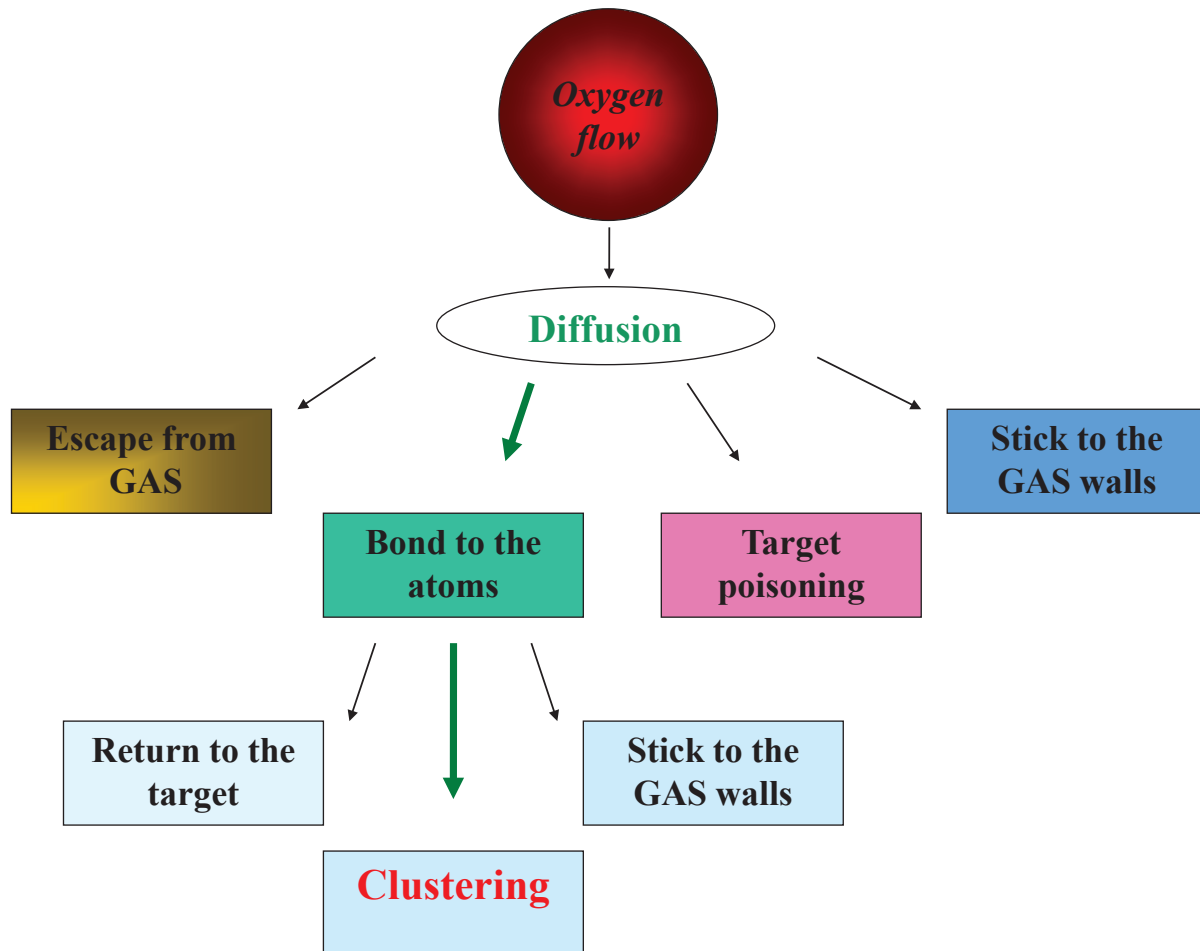 Oxygen
flow
Diffusion
Escape from
GAS
Stick to the
GAS walls
Bond to the
atoms
Target
poisoning
Return to the
target
Stick to the
GAS walls
Clustering